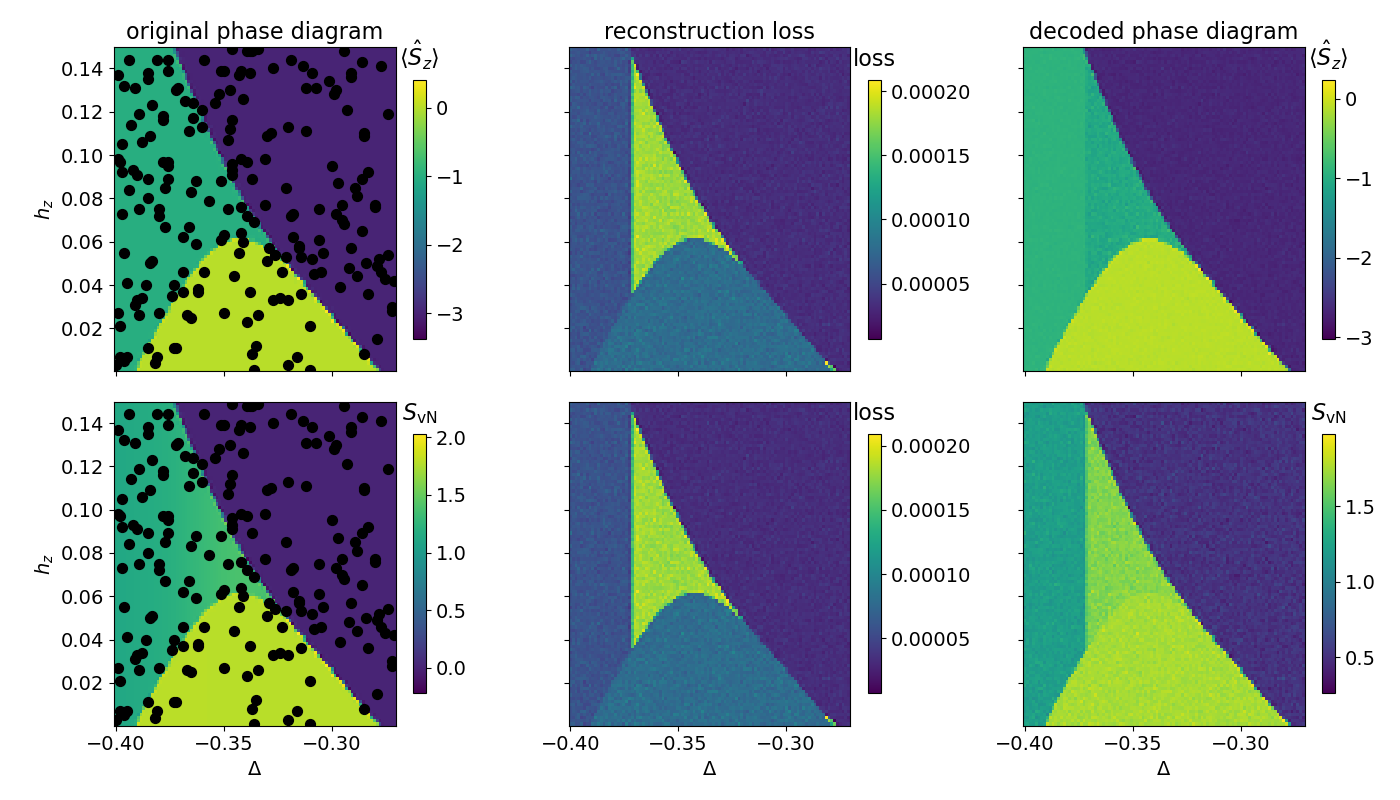 original phase diagram
reconstruction loss
decoded phase diagram
⟨Ŝz⟩
loss
⟨Ŝz⟩
0.14
0.12
0.10
0.08
0.06
0.04
0.02
hz
0
−1
−2
−3
0.00020
0.00015
0.00010
0.00005
0
−1
−2
−3
SvN
loss
SvN
0.14
0.12
0.10
0.08
0.06
0.04
0.02
hz
2.0
1.5
1.0
0.5
0.0
0.00020
0.00015
0.00010
0.00005
1.5
1.0
0.5
−0.40 −0.35 −0.30
−0.40 −0.35 −0.30
−0.40 −0.35 −0.30
Δ
Δ
Δ